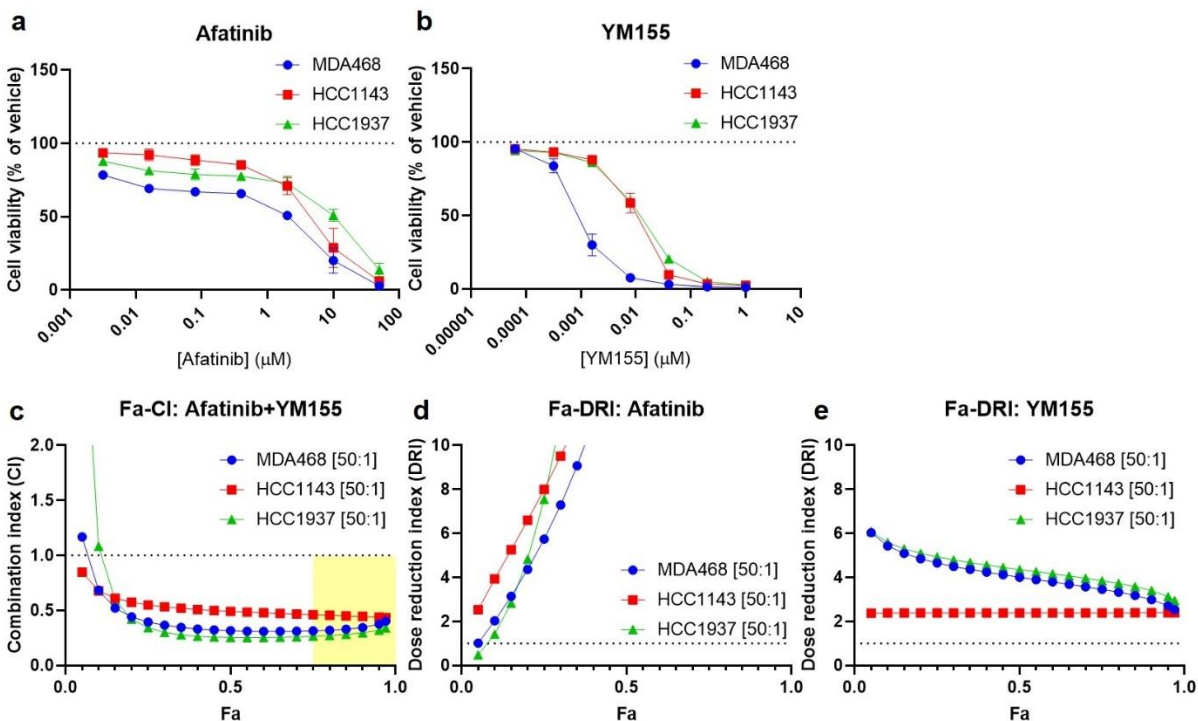 a
Afatinib
Cell viability (% of vehicle)
150
100
50
0
MDA468
HCC1143
HCC1937
0.001
0.01
0.1
1
10
100
[Afatinib] (μM)
b
YM155
Cell viability (% of vehicle)
150
100
50
0
MDA468
HCC1143
HCC1937
0.00001
0.0001
0.001
0.01
0.1
1
10
[YM155] (μM)
c
Fa-CI: Afatinib+YM155
Combination index (CI)
2.0
1.5
1.0
0.5
0.0
MDA468 [50:1]
HCC1143 [50:1]
HCC1937 [50:1]
0.0
0.5
1.0
Fa
d
Fa-DRI: Afatinib
Dose reduction index (DRI)
10
8
6
4
2
0
MDA468 [50:1]
HCC1143 [50:1]
HCC1937 [50:1]
0.0
0.5
1.0
Fa
e
Fa-DRI: YM155
Dose reduction index (DRI)
10
8
6
4
2
0
MDA468 [50:1]
HCC1143 [50:1]
HCC1937 [50:1]
0.0
0.5
1.0
Fa